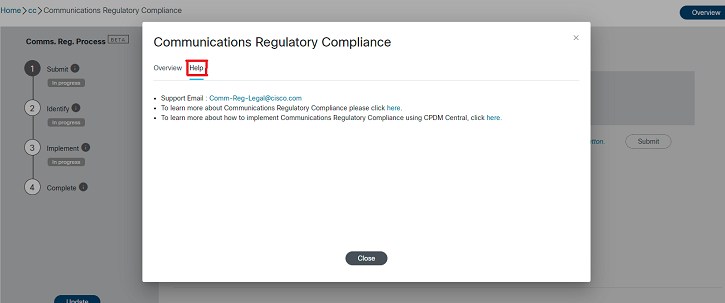 Home > cc > Communications Regulatory Compliance
Overview
Comms. Reg. Process BETA
1 Submit i
In progress
2 Identify i
In progress
3 Implement i
In progress
4 Complete i
Update
Communications Regulatory Compliance
×
Overview Help
• Support Email : Comm-Reg-Legal@cisco.com
• To learn more about Communications Regulatory Compliance please click here.
• To learn more about how to implement Communications Regulatory Compliance using CPDM Central, click here.
Close
Submit